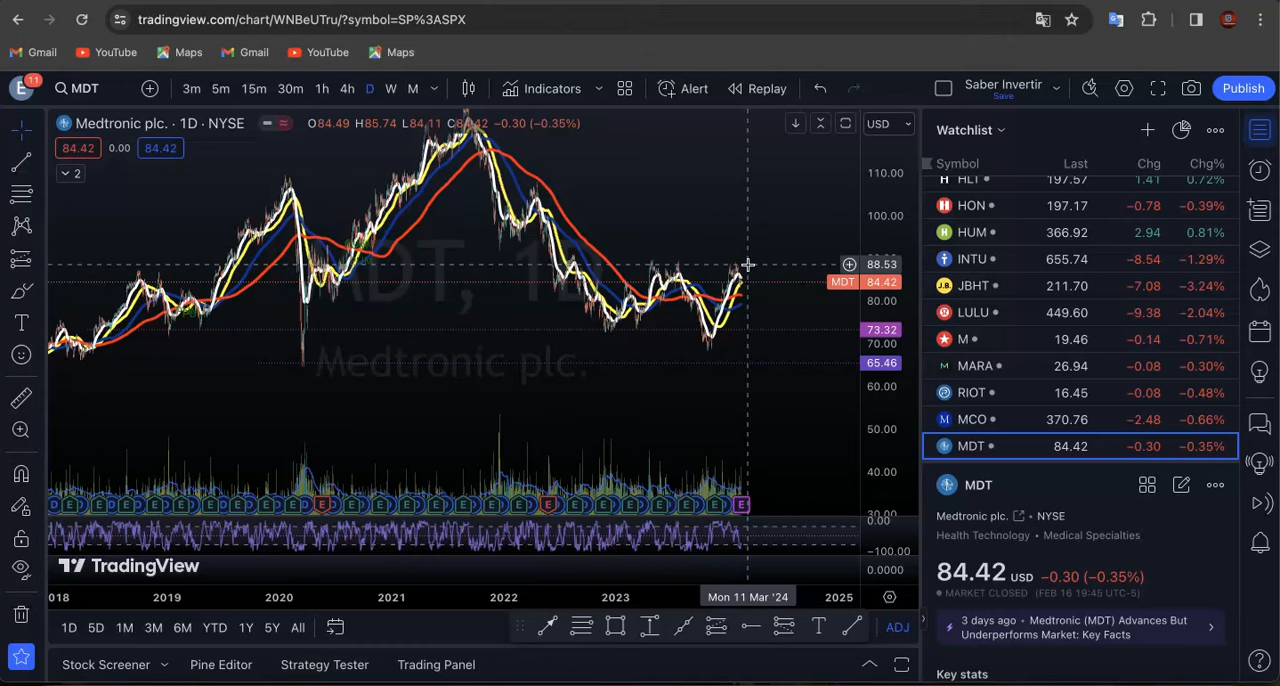 tradingview.com/chart/WNBeUTru/?symbol=SP%3ASPX
Gmail YouTube Maps Gmail YouTube Maps
E 11 MDT 3m 5m 15m 30m 1h 4h D W M Indicators Alert Replay Saber Invertir Save Publish
Medtronic plc. · 1D · NYSE O84.49 H85.74 L84.11 C84.42 −0.30 (−0.35%) USD
84.42 0.00 84.42
2
MDT, 1D
Medtronic plc.
110.00
100.00
88.53
MDT 84.42
80.00
73.32
70.00
65.46
60.00
50.00
40.00
30.00
0.00
−100.00
0.0000
TradingView
018 2019 2020 2021 2022 2023 Mon 11 Mar '24 2025
1D 5D 1M 3M 6M YTD 1Y 5Y All ADJ
Stock Screener Pine Editor Strategy Tester Trading Panel
Watchlist
Symbol Last Chg Chg%
HLT 197.57 1.41 0.72%
HON 197.17 −0.78 −0.39%
HUM 366.92 2.94 0.81%
INTU 655.74 −8.54 −1.29%
JBHT 211.70 −7.08 −3.24%
LULU 449.60 −9.38 −2.04%
M 19.46 −0.14 −0.71%
MARA 26.94 −0.08 −0.30%
RIOT 16.45 −0.08 −0.48%
MCO 370.76 −2.48 −0.66%
MDT 84.42 −0.30 −0.35%
MDT
Medtronic plc. • NYSE
Health Technology • Medical Specialties
84.42 USD −0.30 (−0.35%)
MARKET CLOSED (FEB 16 19:45 UTC-5)
3 days ago • Medtronic (MDT) Advances But
Underperforms Market: Key Facts
Key stats